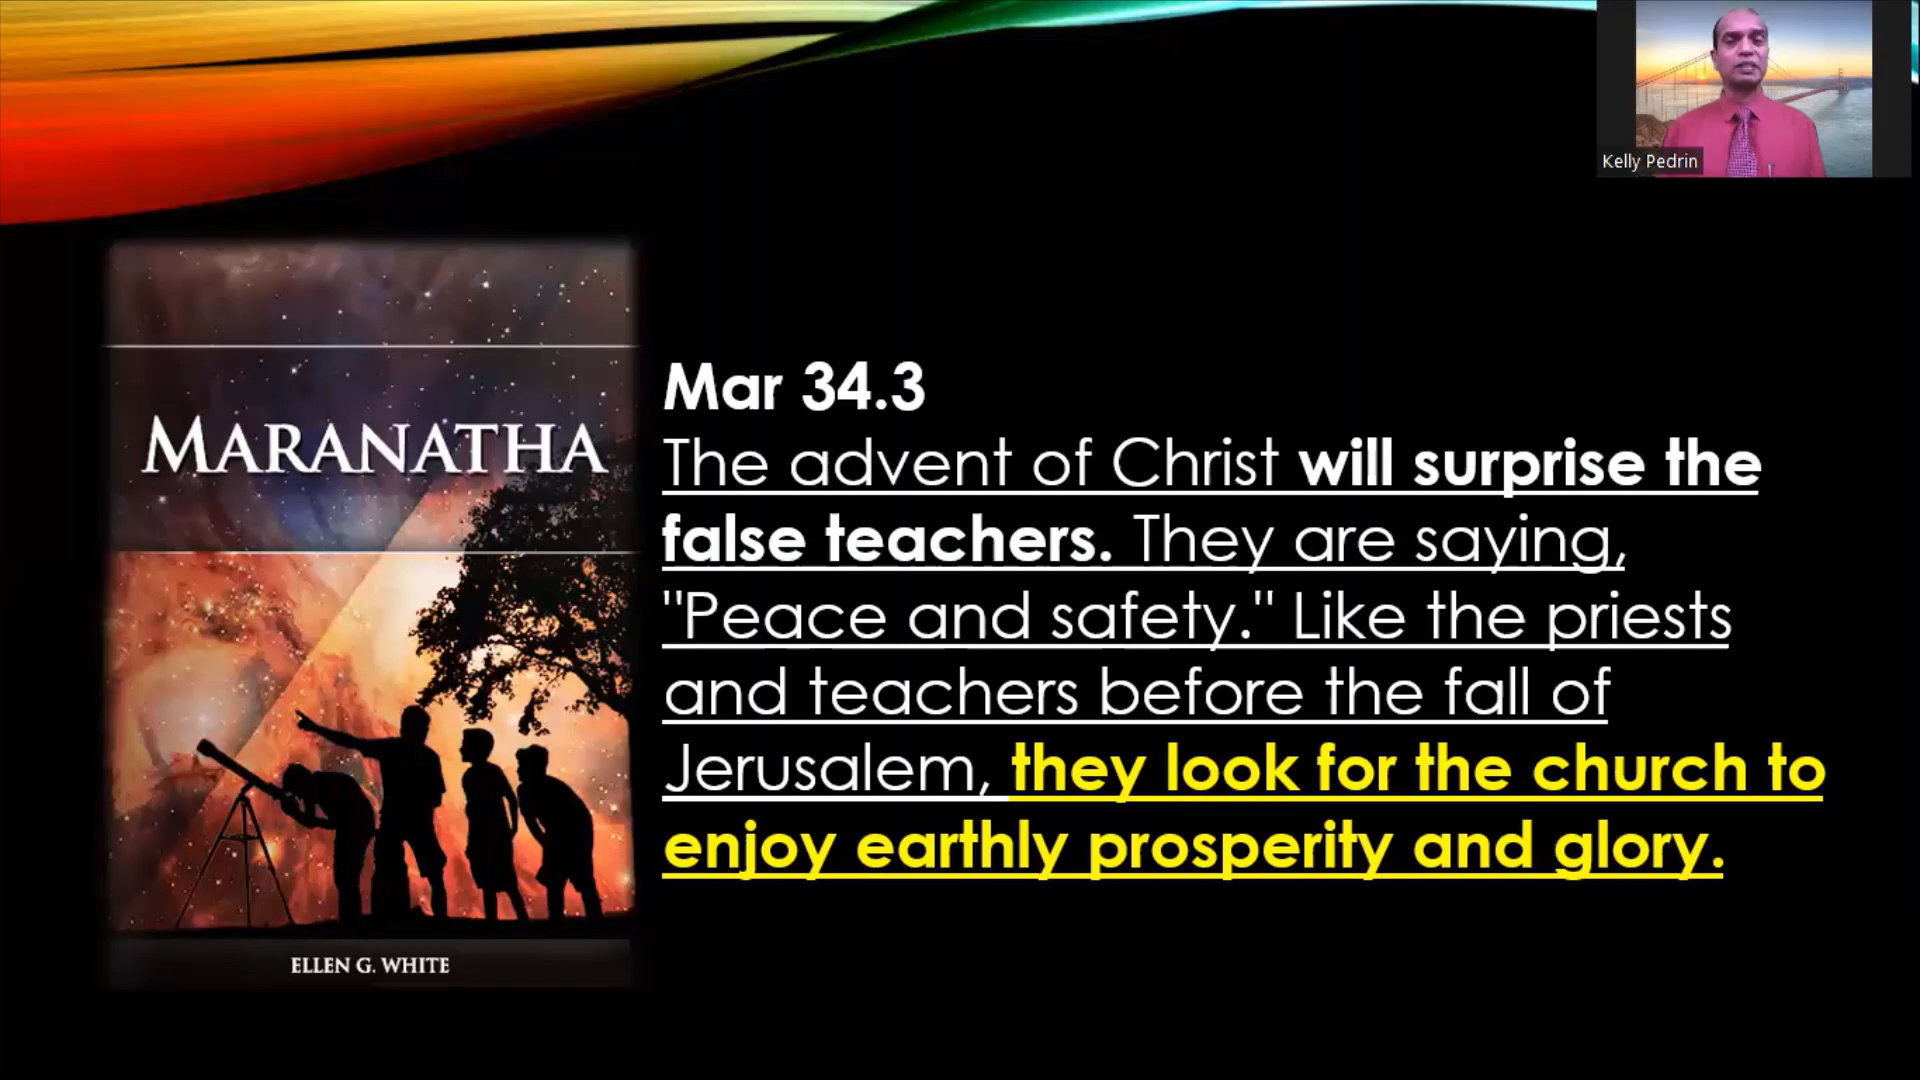 Kelly Pedrin
MARANATHA
ELLEN G. WHITE
Mar 34.3
The advent of Christ will surprise the
false teachers. They are saying,
"Peace and safety." Like the priests
and teachers before the fall of
Jerusalem, they look for the church to
enjoy earthly prosperity and glory.